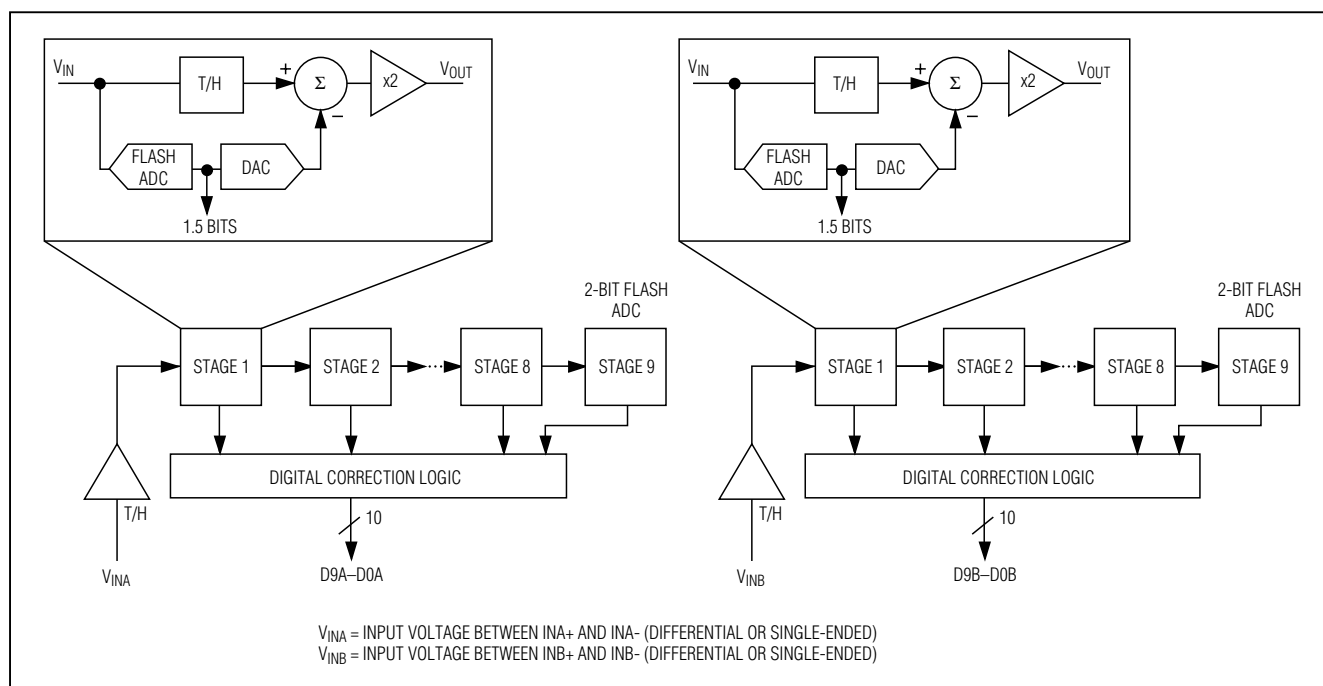 VIN
T/H
+
Σ
−
x2
VOUT
FLASH
ADC
DAC
1.5 BITS
VIN
T/H
+
Σ
−
x2
VOUT
FLASH
ADC
DAC
1.5 BITS
2-BIT FLASH
ADC
STAGE 1
STAGE 2
...
STAGE 8
STAGE 9
DIGITAL CORRECTION LOGIC
T/H
10
VINA
D9A–D0A
2-BIT FLASH
ADC
STAGE 1
STAGE 2
...
STAGE 8
STAGE 9
DIGITAL CORRECTION LOGIC
T/H
10
VINB
D9B–D0B
VINA = INPUT VOLTAGE BETWEEN INA+ AND INA- (DIFFERENTIAL OR SINGLE-ENDED)
VINB = INPUT VOLTAGE BETWEEN INB+ AND INB- (DIFFERENTIAL OR SINGLE-ENDED)